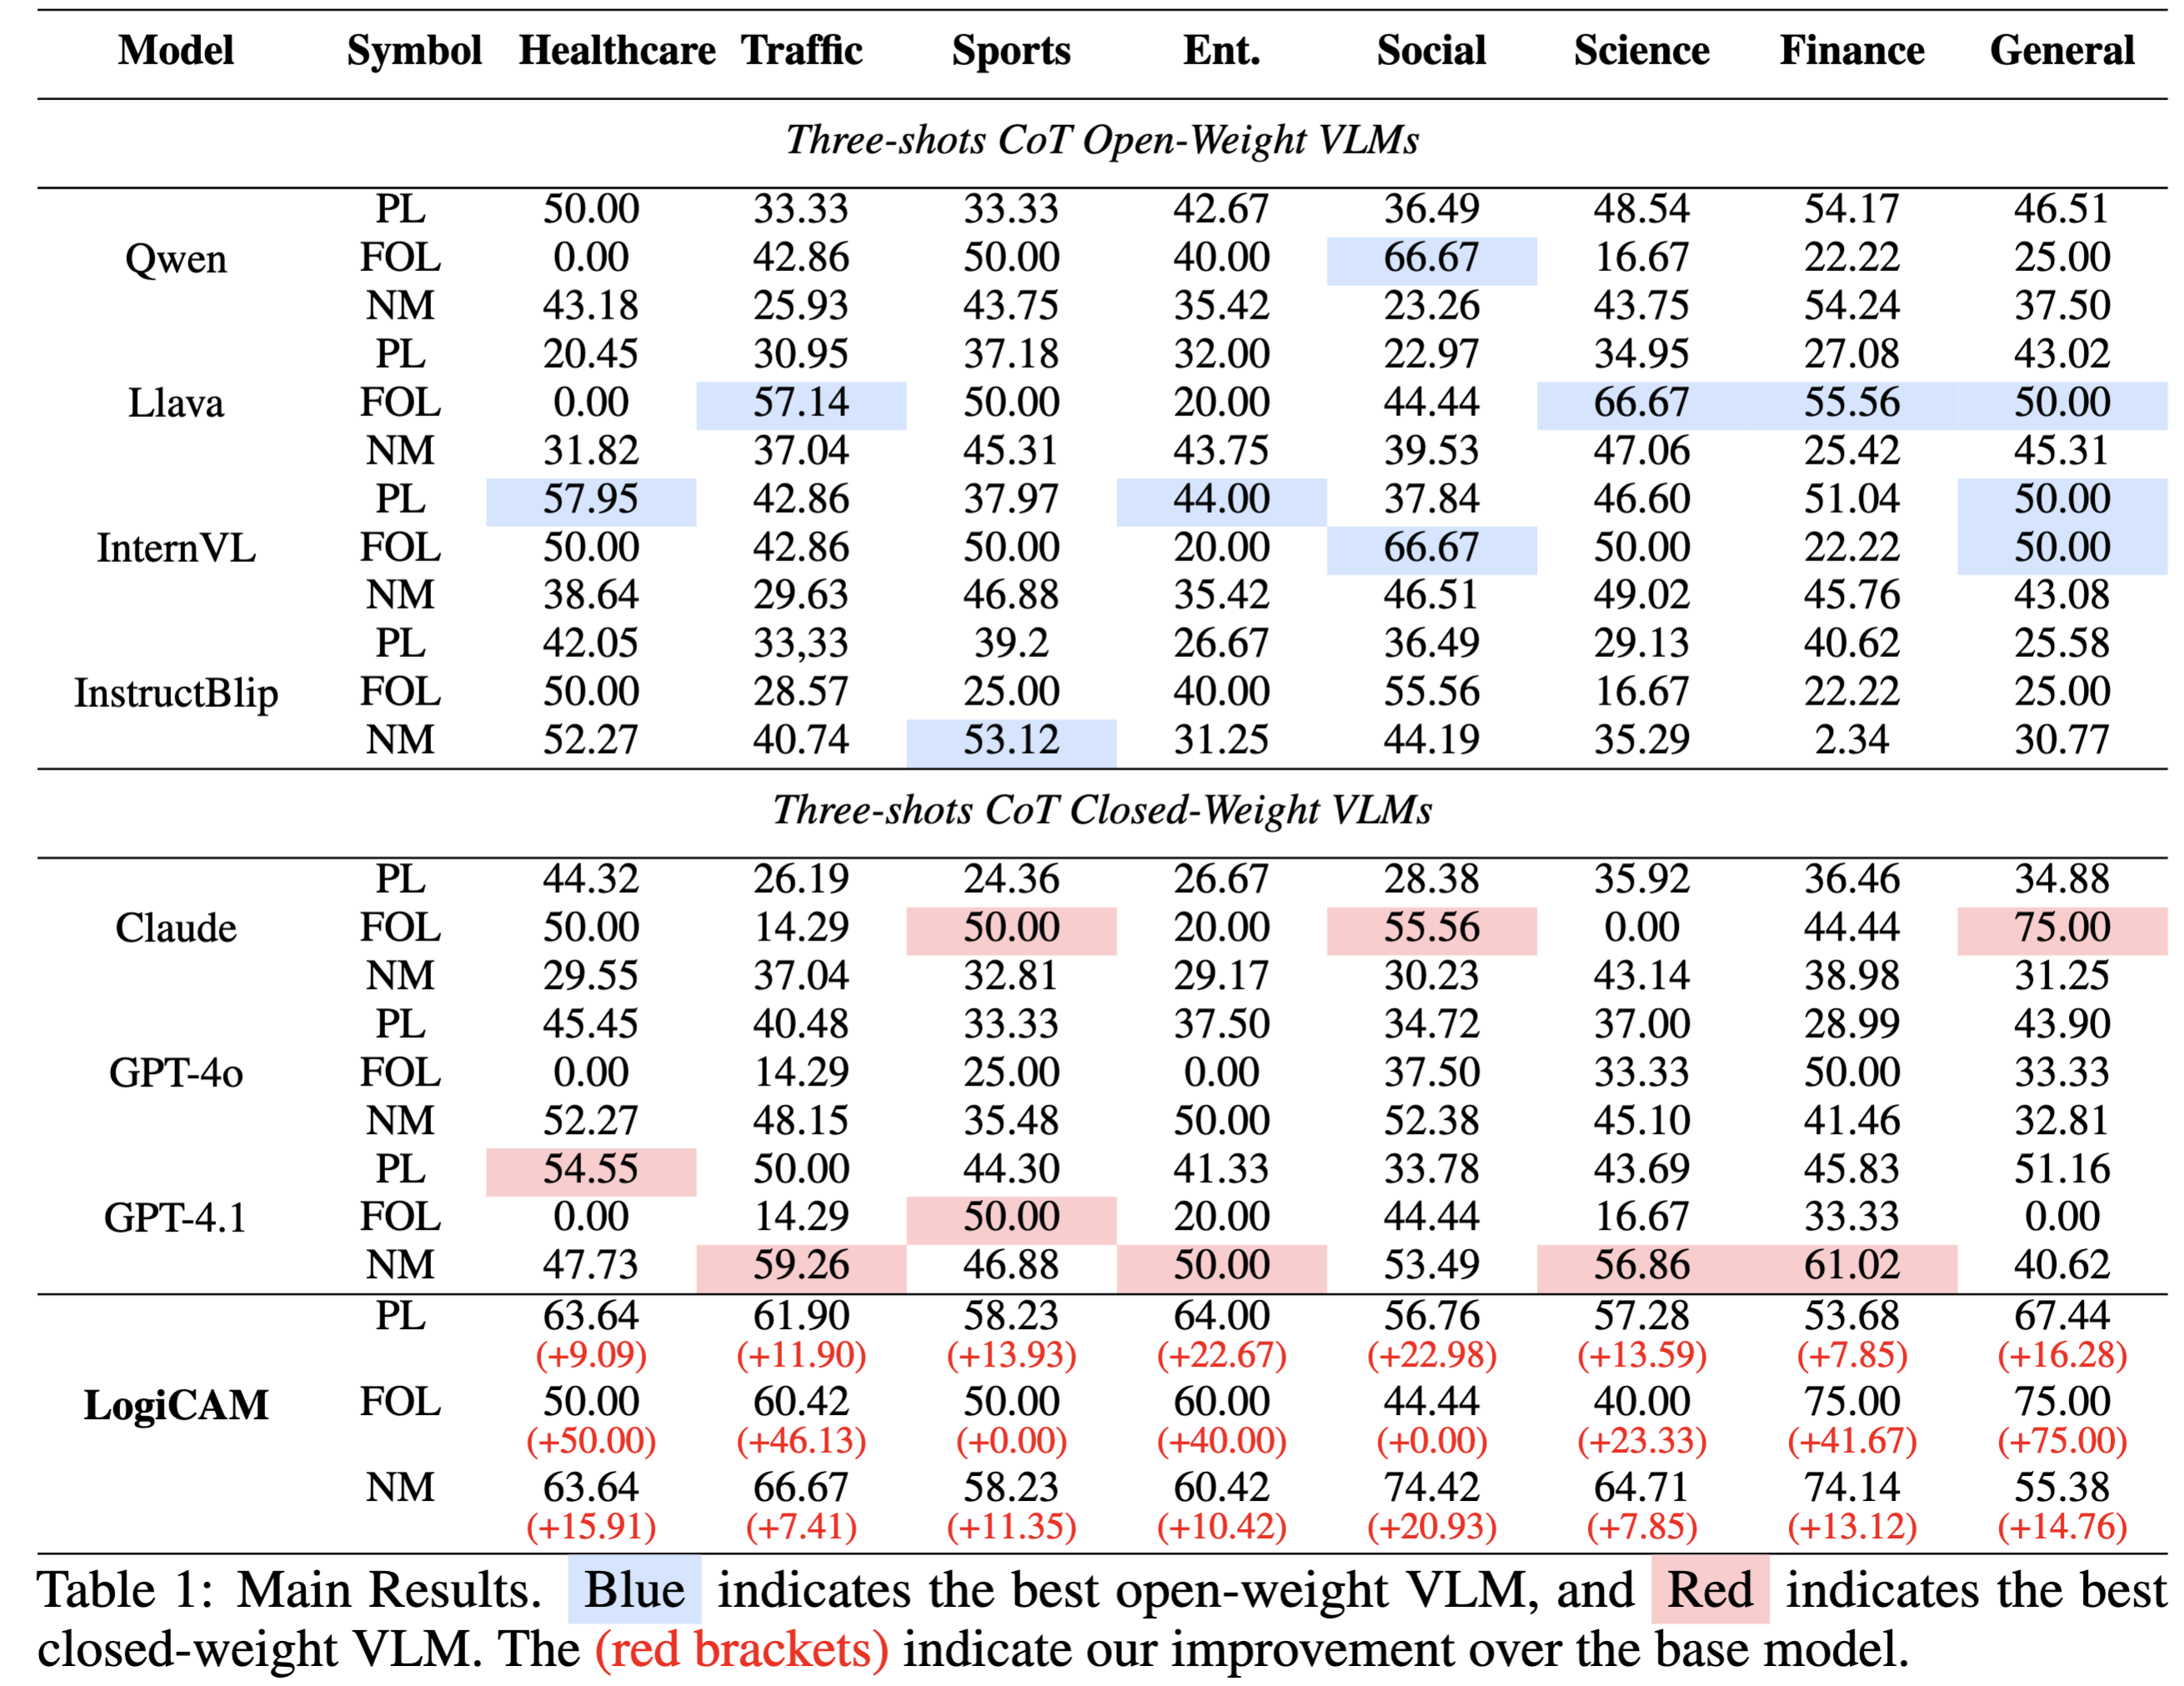 Model Symbol Healthcare Traffic Sports Ent. Social Science Finance General
Three-shots CoT Open-Weight VLMs
PL 50.00 33.33 33.33 42.67 36.49 48.54 54.17 46.51
Qwen FOL 0.00 42.86 50.00 40.00 66.67 16.67 22.22 25.00
NM 43.18 25.93 43.75 35.42 23.26 43.75 54.24 37.50
PL 20.45 30.95 37.18 32.00 22.97 34.95 27.08 43.02
Llava FOL 0.00 57.14 50.00 20.00 44.44 66.67 55.56 50.00
NM 31.82 37.04 45.31 43.75 39.53 47.06 25.42 45.31
PL 57.95 42.86 37.97 44.00 37.84 46.60 51.04 50.00
InternVL FOL 50.00 42.86 50.00 20.00 66.67 50.00 22.22 50.00
NM 38.64 29.63 46.88 35.42 46.51 49.02 45.76 43.08
PL 42.05 33,33 39.2 26.67 36.49 29.13 40.62 25.58
InstructBlip FOL 50.00 28.57 25.00 40.00 55.56 16.67 22.22 25.00
NM 52.27 40.74 53.12 31.25 44.19 35.29 2.34 30.77
Three-shots CoT Closed-Weight VLMs
PL 44.32 26.19 24.36 26.67 28.38 35.92 36.46 34.88
Claude FOL 50.00 14.29 50.00 20.00 55.56 0.00 44.44 75.00
NM 29.55 37.04 32.81 29.17 30.23 43.14 38.98 31.25
PL 45.45 40.48 33.33 37.50 34.72 37.00 28.99 43.90
GPT-4o FOL 0.00 14.29 25.00 0.00 37.50 33.33 50.00 33.33
NM 52.27 48.15 35.48 50.00 52.38 45.10 41.46 32.81
PL 54.55 50.00 44.30 41.33 33.78 43.69 45.83 51.16
GPT-4.1 FOL 0.00 14.29 50.00 20.00 44.44 16.67 33.33 0.00
NM 47.73 59.26 46.88 50.00 53.49 56.86 61.02 40.62
PL 63.64 61.90 58.23 64.00 56.76 57.28 53.68 67.44
(+9.09) (+11.90) (+13.93) (+22.67) (+22.98) (+13.59) (+7.85) (+16.28)
LogiCAM FOL 50.00 60.42 50.00 60.00 44.44 40.00 75.00 75.00
(+50.00) (+46.13) (+0.00) (+40.00) (+0.00) (+23.33) (+41.67) (+75.00)
NM 63.64 66.67 58.23 60.42 74.42 64.71 74.14 55.38
(+15.91) (+7.41) (+11.35) (+10.42) (+20.93) (+7.85) (+13.12) (+14.76)
Table 1: Main Results. Blue indicates the best open-weight VLM, and Red indicates the best
closed-weight VLM. The (red brackets) indicate our improvement over the base model.